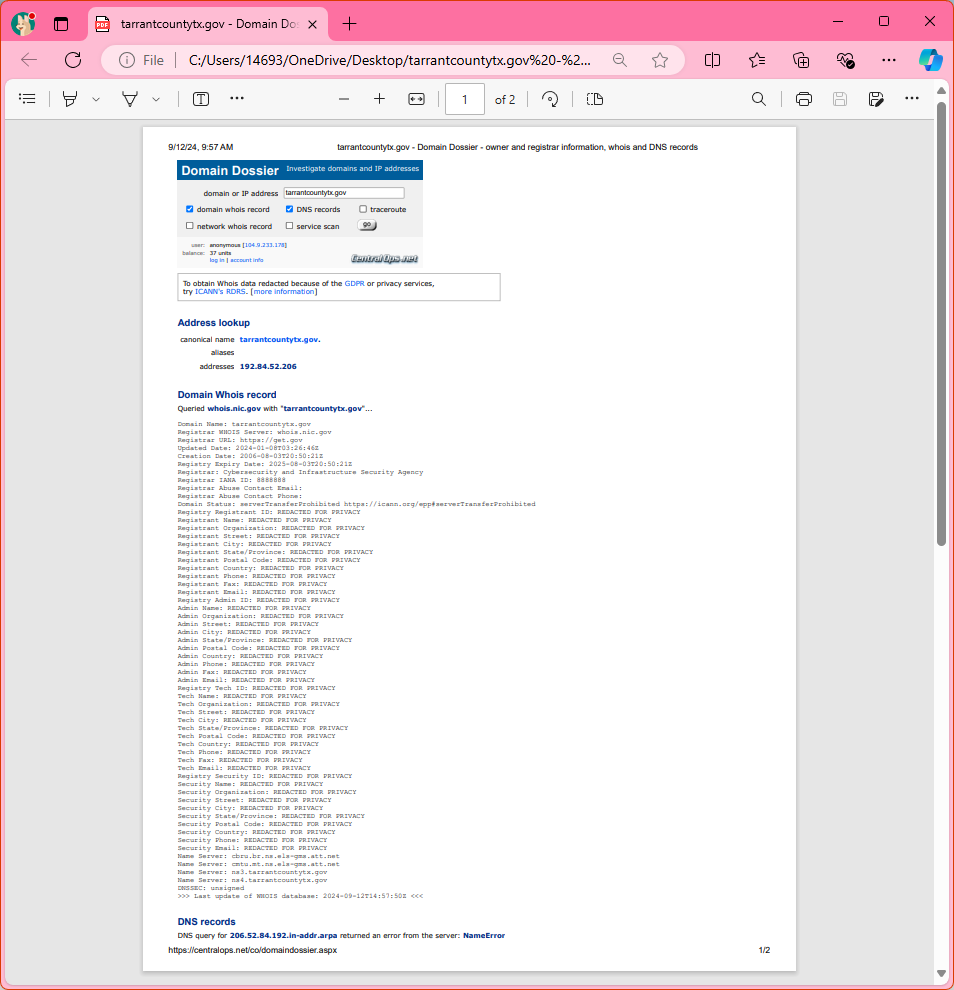 tarrantcountytx.gov - Domain Do
File
C:/Users/14693/OneDrive/Desktop/tarrantcountytx.gov%20-%2...
1 of 2
9/12/24, 9:57 AM tarrantcountytx.gov - Domain Dossier - owner and registrar information, whois and DNS records
Domain Dossier Investigate domains and IP addresses
domain or IP address tarrantcountytx.gov
domain whois record DNS records traceroute
network whois record service scan go
user: anonymous [104.9.233.178]
balance: 37 units
log in | account info
CentralOps.net
To obtain Whois data redacted because of the GDPR or privacy services,
try ICANN's RDRS. [more information]
Address lookup
canonical name tarrantcountytx.gov.
aliases
addresses 192.84.52.206
Domain Whois record
Queried whois.nic.gov with "tarrantcountytx.gov"...
Domain Name: tarrantcountytx.gov
Registrar WHOIS Server: whois.nic.gov
Registrar URL: https://get.gov
Updated Date: 2024-01-08T03:26:46Z
Creation Date: 2006-08-03T20:50:21Z
Registry Expiry Date: 2025-08-03T20:50:21Z
Registrar: Cybersecurity and Infrastructure Security Agency
Registrar IANA ID: 8888888
Registrar Abuse Contact Email:
Registrar Abuse Contact Phone:
Domain Status: serverTransferProhibited https://icann.org/epp#serverTransferProhibited
Registry Registrant ID: REDACTED FOR PRIVACY
Registrant Name: REDACTED FOR PRIVACY
Registrant Organization: REDACTED FOR PRIVACY
Registrant Street: REDACTED FOR PRIVACY
Registrant City: REDACTED FOR PRIVACY
Registrant State/Province: REDACTED FOR PRIVACY
Registrant Postal Code: REDACTED FOR PRIVACY
Registrant Country: REDACTED FOR PRIVACY
Registrant Phone: REDACTED FOR PRIVACY
Registrant Fax: REDACTED FOR PRIVACY
Registrant Email: REDACTED FOR PRIVACY
Registry Admin ID: REDACTED FOR PRIVACY
Admin Name: REDACTED FOR PRIVACY
Admin Organization: REDACTED FOR PRIVACY
Admin Street: REDACTED FOR PRIVACY
Admin City: REDACTED FOR PRIVACY
Admin State/Province: REDACTED FOR PRIVACY
Admin Postal Code: REDACTED FOR PRIVACY
Admin Country: REDACTED FOR PRIVACY
Admin Phone: REDACTED FOR PRIVACY
Admin Fax: REDACTED FOR PRIVACY
Admin Email: REDACTED FOR PRIVACY
Registry Tech ID: REDACTED FOR PRIVACY
Tech Name: REDACTED FOR PRIVACY
Tech Organization: REDACTED FOR PRIVACY
Tech Street: REDACTED FOR PRIVACY
Tech City: REDACTED FOR PRIVACY
Tech State/Province: REDACTED FOR PRIVACY
Tech Postal Code: REDACTED FOR PRIVACY
Tech Country: REDACTED FOR PRIVACY
Tech Phone: REDACTED FOR PRIVACY
Tech Fax: REDACTED FOR PRIVACY
Tech Email: REDACTED FOR PRIVACY
Registry Security ID: REDACTED FOR PRIVACY
Security Name: REDACTED FOR PRIVACY
Security Organization: REDACTED FOR PRIVACY
Security Street: REDACTED FOR PRIVACY
Security City: REDACTED FOR PRIVACY
Security State/Province: REDACTED FOR PRIVACY
Security Postal Code: REDACTED FOR PRIVACY
Security Country: REDACTED FOR PRIVACY
Security Phone: REDACTED FOR PRIVACY
Security Email: REDACTED FOR PRIVACY
Name Server: cbru.br.ns.els-gms.att.net
Name Server: cmtu.mt.ns.els-gms.att.net
Name Server: ns3.tarrantcountytx.gov
Name Server: ns4.tarrantcountytx.gov
DNSSEC: unsigned
>>> Last update of WHOIS database: 2024-09-12T14:57:50Z <<<
DNS records
DNS query for 206.52.84.192.in-addr.arpa returned an error from the server: NameError
https://centralops.net/co/domaindossier.aspx 1/2